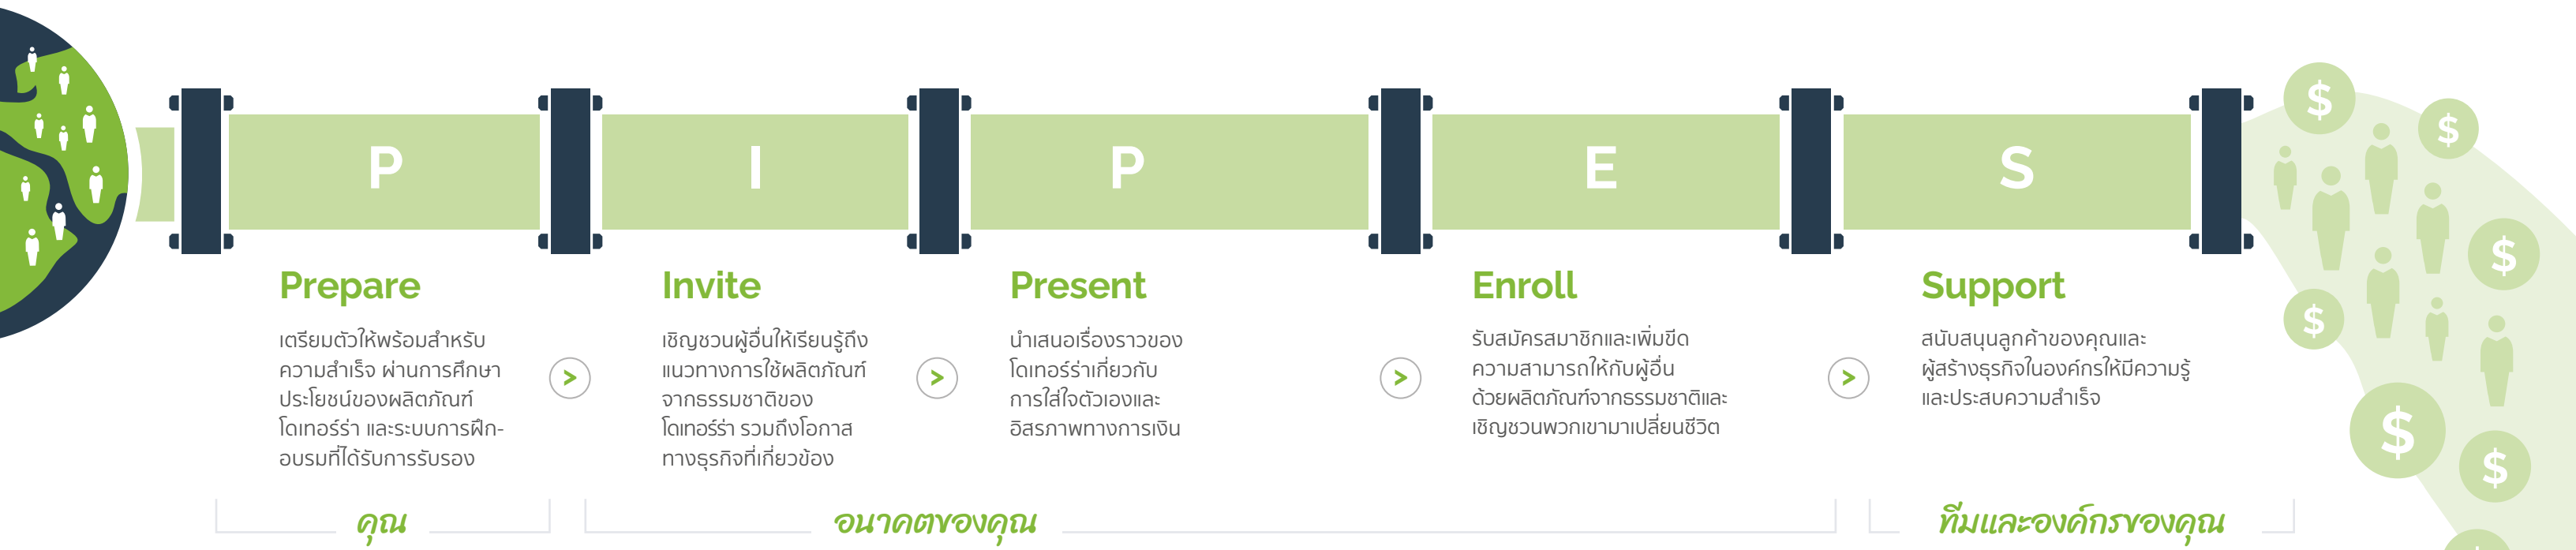 P
I
P
E
S
Prepare
เตรียมตัวให้พร้อมสำหรับ
ความสำเร็จ ผ่านการศึกษา
ประโยชน์ของผลิตภัณฑ์
โดเทอร์ร่า และระบบการฝึก-
อบรมที่ได้รับการรับรอง
>
Invite
เชิญชวนผู้อื่นให้เรียนรู้ถึง
แนวทางการใช้ผลิตภัณฑ์
จากธรรมชาติของ
โดเทอร์ร่า รวมถึงโอกาส
ทางธุรกิจที่เกี่ยวข้อง
>
Present
นำเสนอเรื่องราวของ
โดเทอร์ร่าเกี่ยวกับ
การใส่ใจตัวเองและ
อิสรภาพทางการเงิน
>
Enroll
รับสมัครสมาชิกและเพิ่มขีด
ความสามารถให้กับผู้อื่น
ด้วยผลิตภัณฑ์จากธรรมชาติและ
เชิญชวนพวกเขามาเปลี่ยนชีวิต
>
Support
สนับสนุนลูกค้าของคุณและ
ผู้สร้างธุรกิจในองค์กรให้มีความรู้
และประสบความสำเร็จ
คุณ
อนาคตของคุณ
ทีมและองค์กรของคุณ
$
$
$
$
$
$